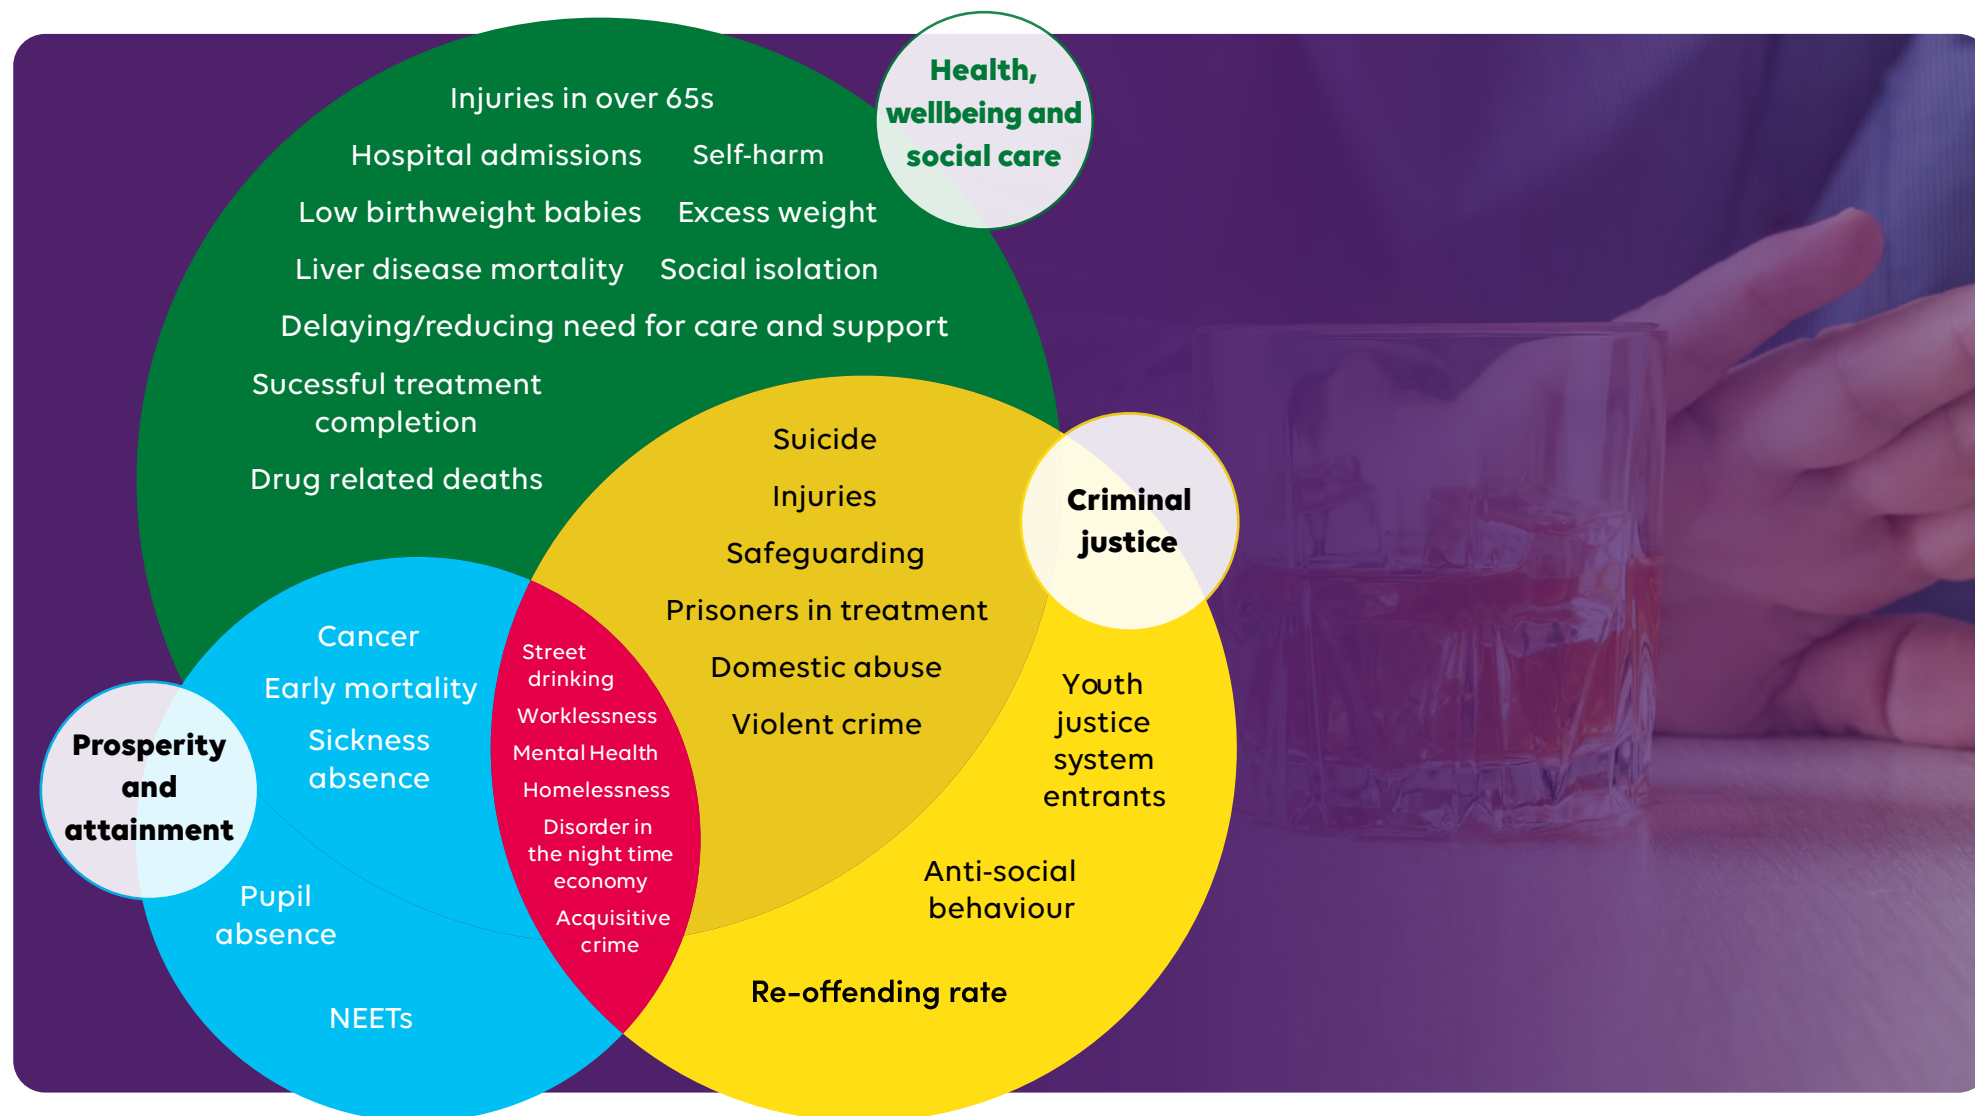 Health,
wellbeing and
social care
Injuries in over 65s
Hospital admissions
Self-harm
Low birthweight babies
Excess weight
Liver disease mortality
Social isolation
Delaying/reducing need for care and support
Sucessful treatment
completion
Drug related deaths
Criminal
justice
Suicide
Injuries
Safeguarding
Prisoners in treatment
Domestic abuse
Violent crime
Youth
justice
system
entrants
Anti-social
behaviour
Re-offending rate
Prosperity
and
attainment
Cancer
Early mortality
Sickness
absence
Pupil
absence
NEETs
Street
drinking
Worklessness
Mental Health
Homelessness
Disorder in
the night time
economy
Acquisitive
crime